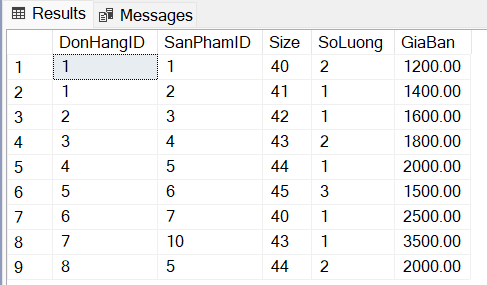 Results Messages
DonHangID SanPhamID Size SoLuong GiaBan
1 1 1 40 2 1200.00
2 1 2 41 1 1400.00
3 2 3 42 1 1600.00
4 3 4 43 2 1800.00
5 4 5 44 1 2000.00
6 5 6 45 3 1500.00
7 6 7 40 1 2500.00
8 7 10 43 1 3500.00
9 8 5 44 2 2000.00